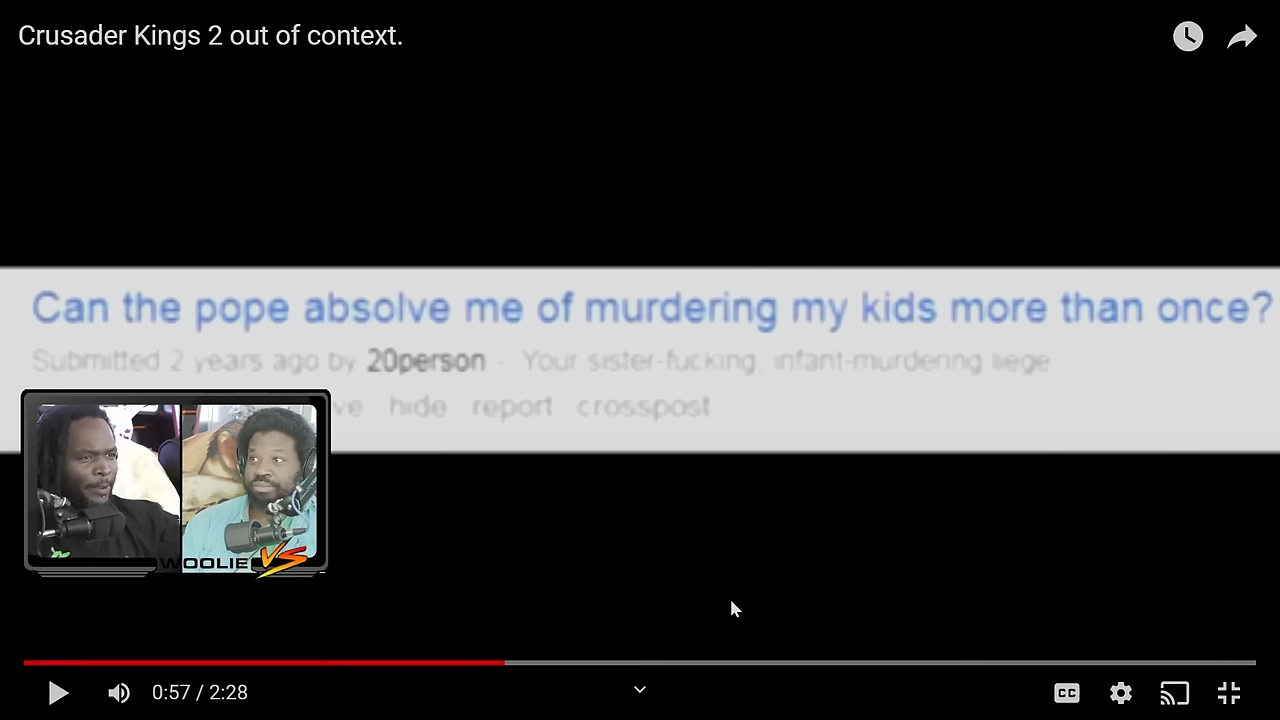 Crusader Kings 2 out of context.
Can the pope absolve me of murdering my kids more than once?
Submitted 2 years ago by 20person - Your sister-fucking, infant-murdering liege
ve hide report crosspost
WOOLIE VS
0:57 / 2:28
CC